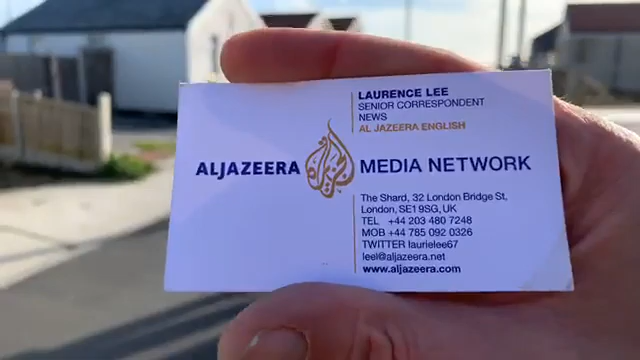 LAURENCE LEE
SENIOR CORRESPONDENT
NEWS
AL JAZEERA ENGLISH
ALJAZEERA MEDIA NETWORK
The Shard, 32 London Bridge St,
London, SE1 9SG, UK
TEL +44 203 480 7248
MOB +44 785 092 0326
TWITTER laurielee67
leel@aljazeera.net
www.aljazeera.com